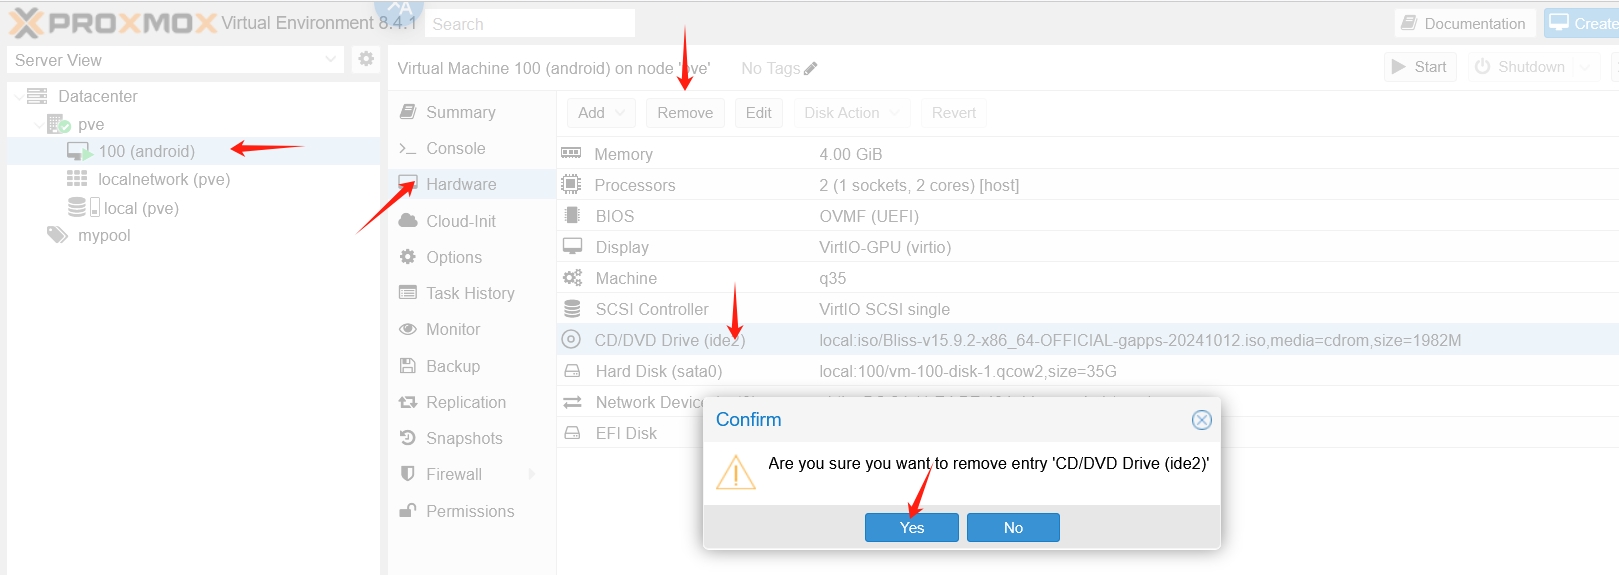 PROXMOX Virtual Environment 8.4.1
Search
Documentation
Create
Server View
Virtual Machine 100 (android) on node 'pve'
No Tags
Start
Shutdown
Datacenter
pve
100 (android)
localnetwork (pve)
local (pve)
mypool
Summary
Console
Hardware
Cloud-Init
Options
Task History
Monitor
Backup
Replication
Snapshots
Firewall
Permissions
Add
Remove
Edit
Disk Action
Revert
Memory 4.00 GiB
Processors 2 (1 sockets, 2 cores) [host]
BIOS OVMF (UEFI)
Display VirtIO-GPU (virtio)
Machine q35
SCSI Controller VirtIO SCSI single
CD/DVD Drive (ide2) local:iso/Bliss-v15.9.2-x86_64-OFFICIAL-gapps-20241012.iso,media=cdrom,size=1982M
Hard Disk (sata0) local:100/vm-100-disk-1.qcow2,size=35G
Network Device
EFI Disk
Confirm
Are you sure you want to remove entry 'CD/DVD Drive (ide2)'
Yes
No